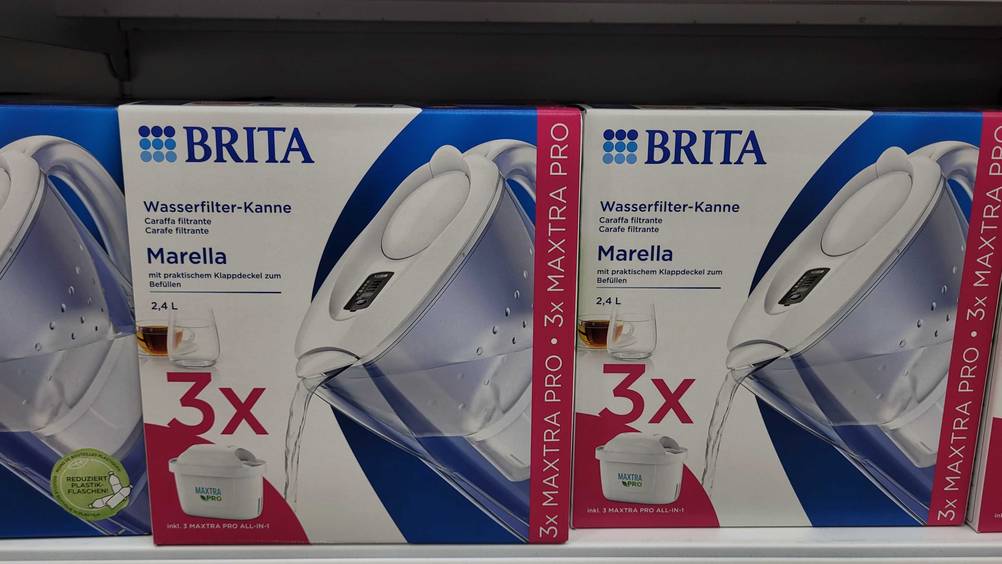 REDUZIERT
PLASTIK-
FLASCHEN!
BRITA
Wasserfilter-Kanne
Caraffa filtrante
Carafe filtrante
Marella
mit praktischem Klappdeckel zum
Befüllen
2,4 L
3x
MAXTRA
PRO
inkl. 3 MAXTRA PRO ALL-IN-1
3x MAXTRA PRO • 3x MAXTRA PRO
BRITA
Wasserfilter-Kanne
Caraffa filtrante
Carafe filtrante
Marella
mit praktischem Klappdeckel zum
Befüllen
2,4 L
3x
MAXTRA
PRO
inkl. 3 MAXTRA PRO ALL-IN-1
3x MAXTRA PRO • 3x MAXTRA PRO